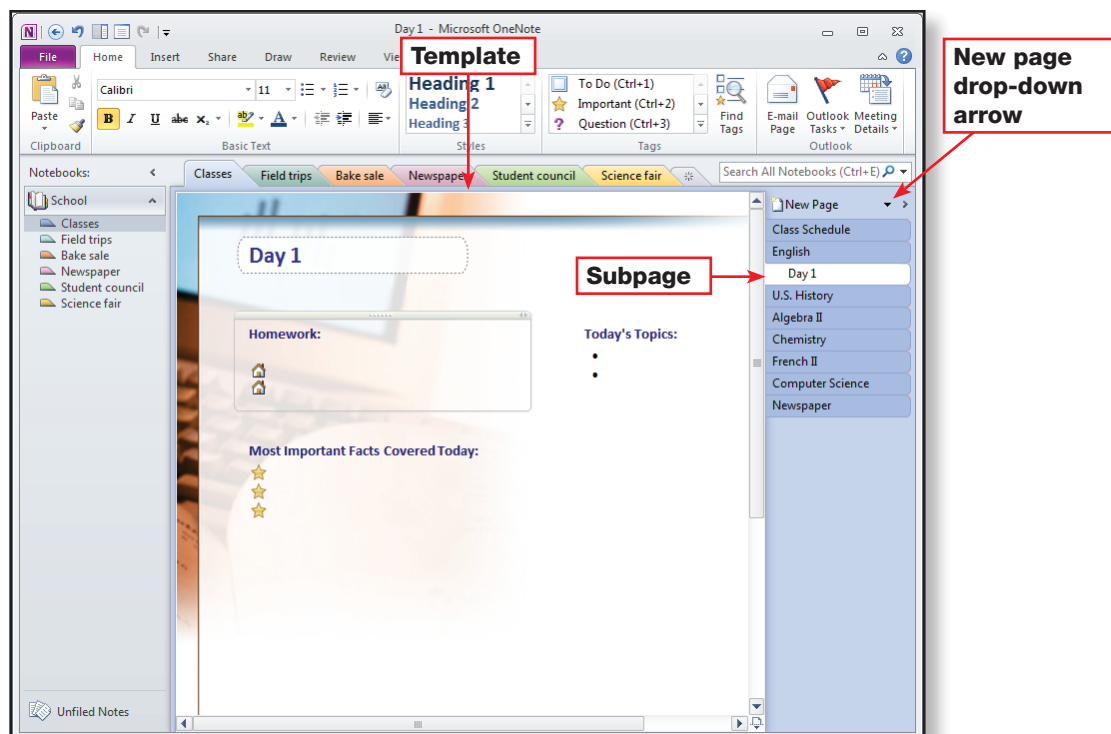 Day 1 - Microsoft OneNote
File Home Insert Share Draw Review Vie
Template
New page
drop-down
arrow
Paste
Clipboard
Calibri 11
B I U abc X₂ A
Basic Text
Heading 1
Heading 2
Heading 3
Styles
To Do (Ctrl+1)
Important (Ctrl+2)
? Question (Ctrl+3)
Find
Tags
Tags
E-mail
Page
Outlook
Tasks
Meeting
Details
Outlook
Notebooks:
School
Classes
Field trips
Bake sale
Newspaper
Student council
Science fair
Unfiled Notes
Classes Field trips Bake sale Newspaper Student council Science fair
Search All Notebooks (Ctrl+E)
Day 1
Subpage
Homework:
Today's Topics:
•
•
Most Important Facts Covered Today:
New Page
Class Schedule
English
Day 1
U.S. History
Algebra II
Chemistry
French II
Computer Science
Newspaper